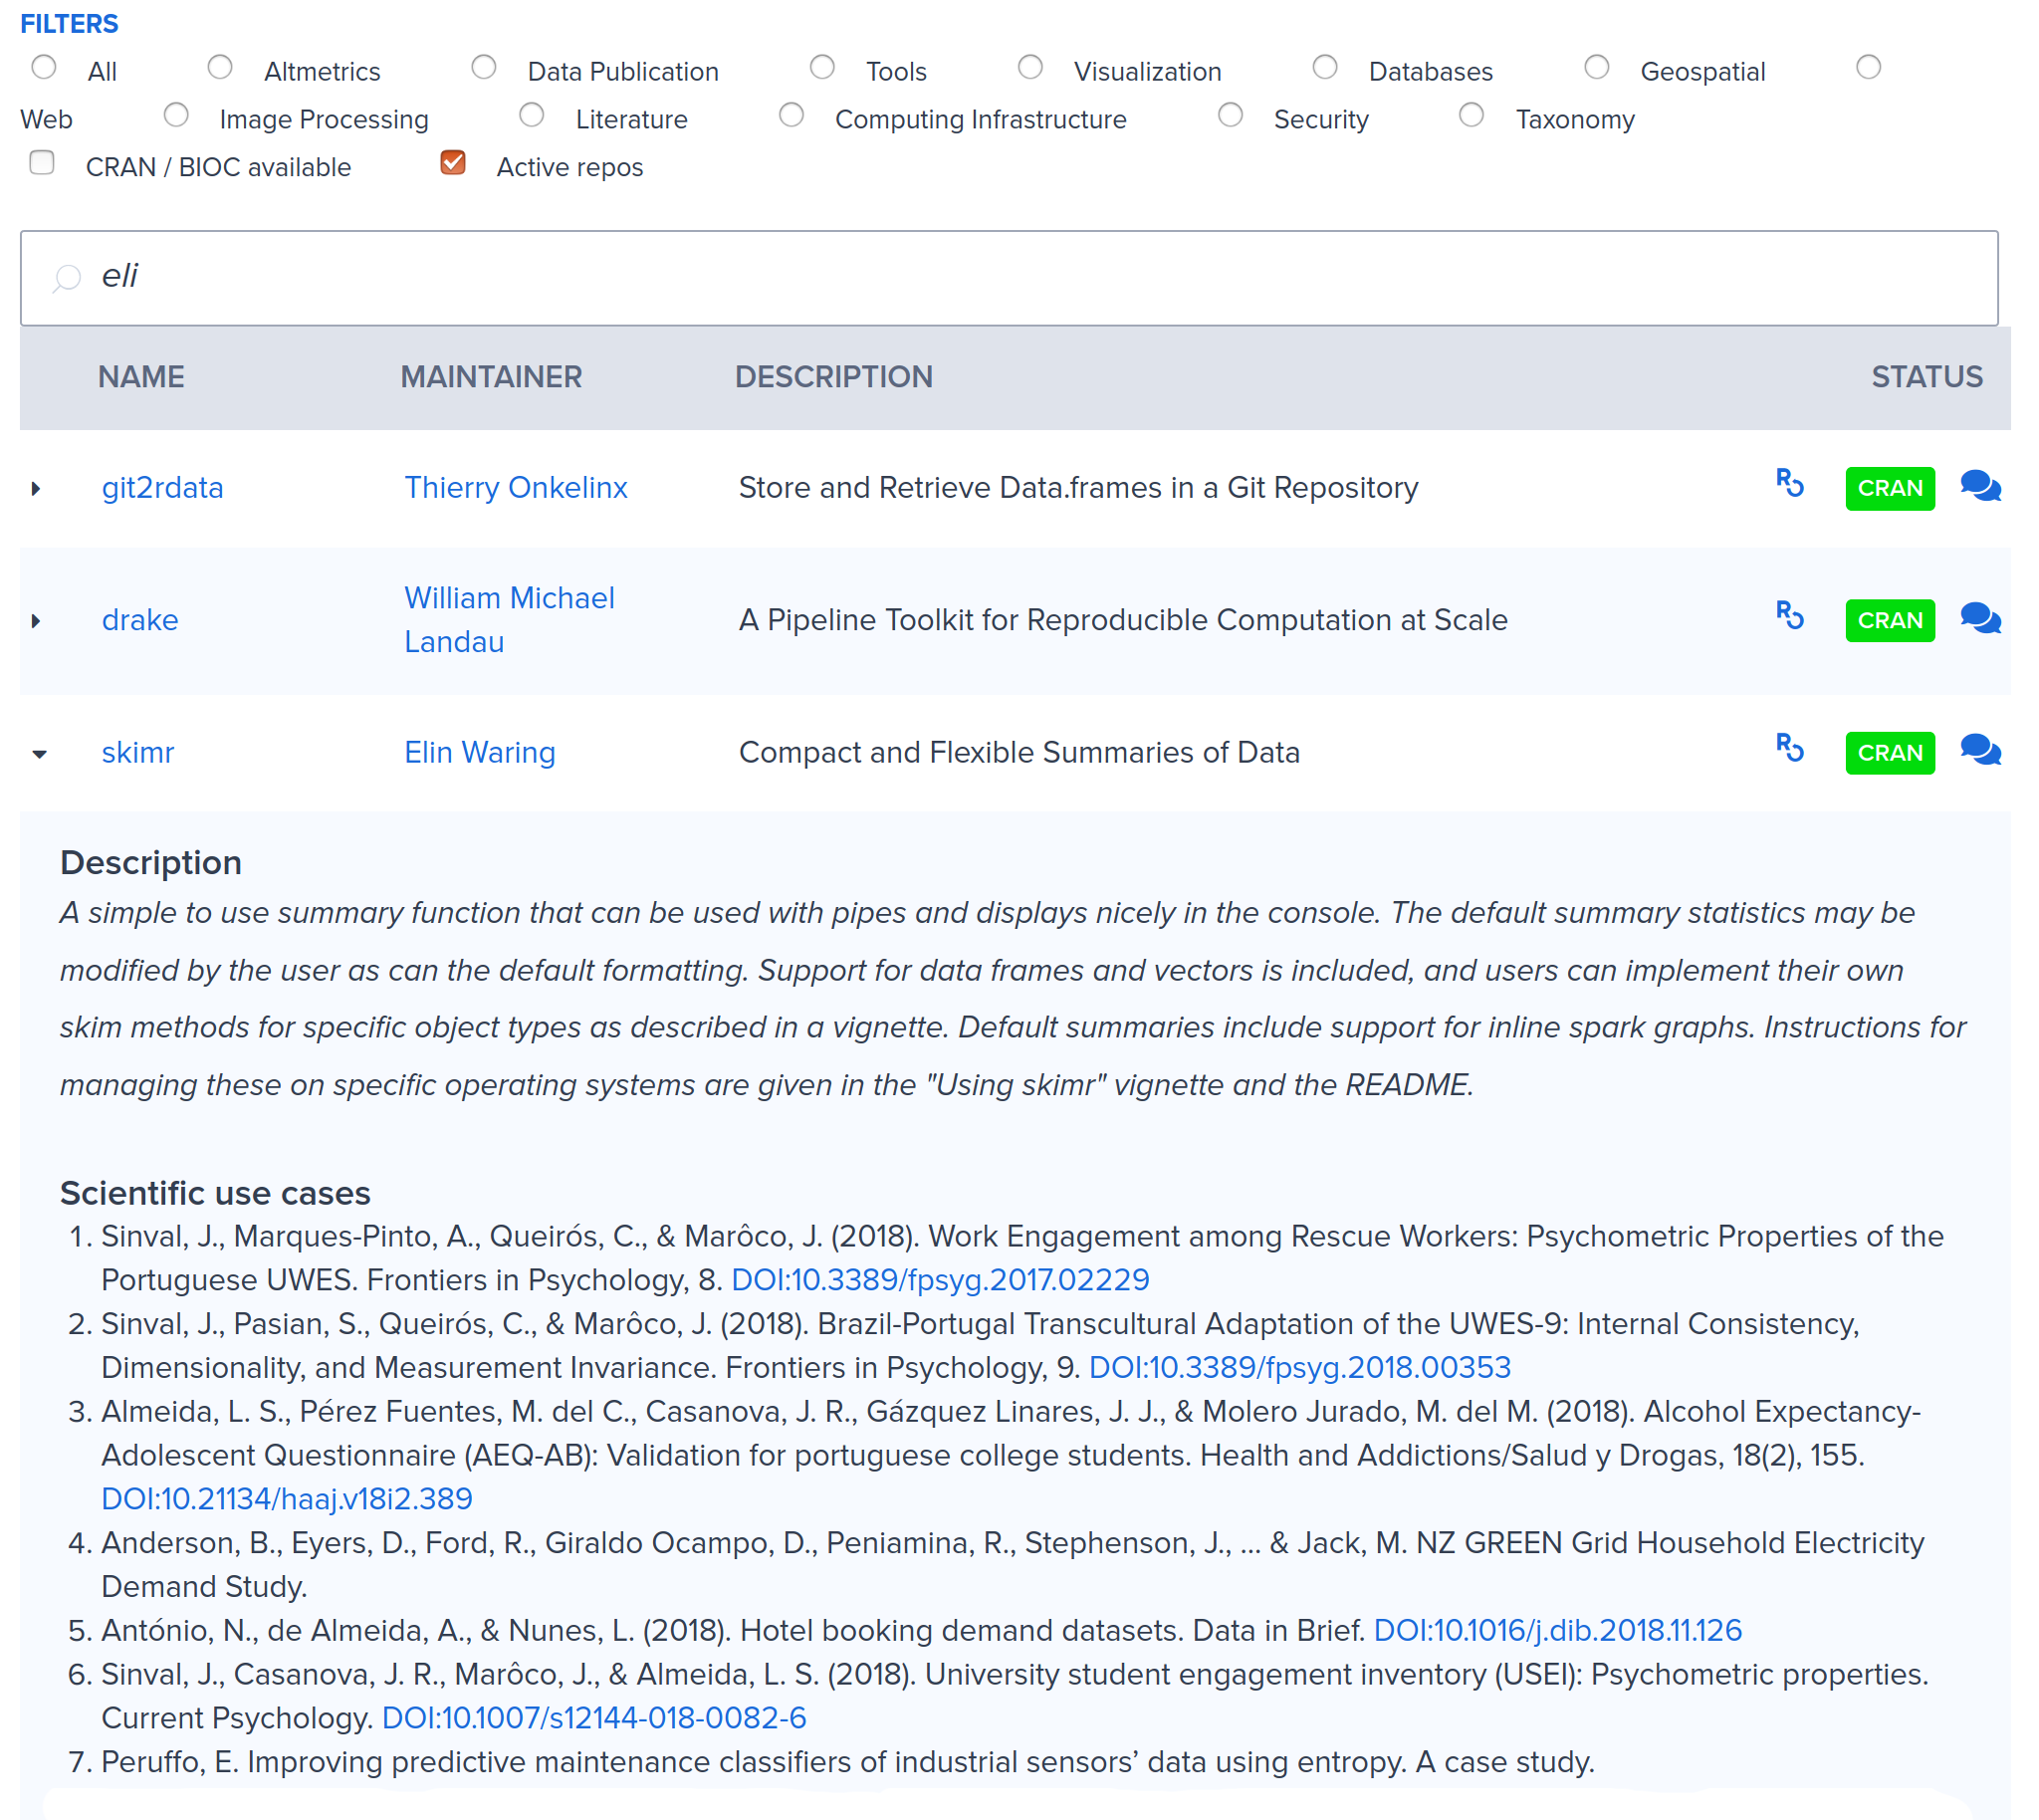 FILTERS
All Altmetrics Data Publication Tools Visualization Databases Geospatial
Web Image Processing Literature Computing Infrastructure Security Taxonomy
CRAN / BIOC available Active repos
eli
NAME MAINTAINER DESCRIPTION STATUS
git2rdata Thierry Onkelinx Store and Retrieve Data.frames in a Git Repository CRAN
drake William Michael Landau A Pipeline Toolkit for Reproducible Computation at Scale CRAN
skimr Elin Waring Compact and Flexible Summaries of Data CRAN
Description
A simple to use summary function that can be used with pipes and displays nicely in the console. The default summary statistics may be
modified by the user as can the default formatting. Support for data frames and vectors is included, and users can implement their own
skim methods for specific object types as described in a vignette. Default summaries include support for inline spark graphs. Instructions for
managing these on specific operating systems are given in the "Using skimr" vignette and the README.
Scientific use cases
1. Sinval, J., Marques-Pinto, A., Queirós, C., & Marôco, J. (2018). Work Engagement among Rescue Workers: Psychometric Properties of the
Portuguese UWES. Frontiers in Psychology, 8. DOI:10.3389/fpsyg.2017.02229
2. Sinval, J., Pasian, S., Queirós, C., & Marôco, J. (2018). Brazil-Portugal Transcultural Adaptation of the UWES-9: Internal Consistency,
Dimensionality, and Measurement Invariance. Frontiers in Psychology, 9. DOI:10.3389/fpsyg.2018.00353
3. Almeida, L. S., Pérez Fuentes, M. del C., Casanova, J. R., Gázquez Linares, J. J., & Molero Jurado, M. del M. (2018). Alcohol Expectancy-
Adolescent Questionnaire (AEQ-AB): Validation for portuguese college students. Health and Addictions/Salud y Drogas, 18(2), 155.
DOI:10.21134/haaj.v18i2.389
4. Anderson, B., Eyers, D., Ford, R., Giraldo Ocampo, D., Peniamina, R., Stephenson, J., ... & Jack, M. NZ GREEN Grid Household Electricity
Demand Study.
5. António, N., de Almeida, A., & Nunes, L. (2018). Hotel booking demand datasets. Data in Brief. DOI:10.1016/j.dib.2018.11.126
6. Sinval, J., Casanova, J. R., Marôco, J., & Almeida, L. S. (2018). University student engagement inventory (USEI): Psychometric properties.
Current Psychology. DOI:10.1007/s12144-018-0082-6
7. Peruffo, E. Improving predictive maintenance classifiers of industrial sensors’ data using entropy. A case study.